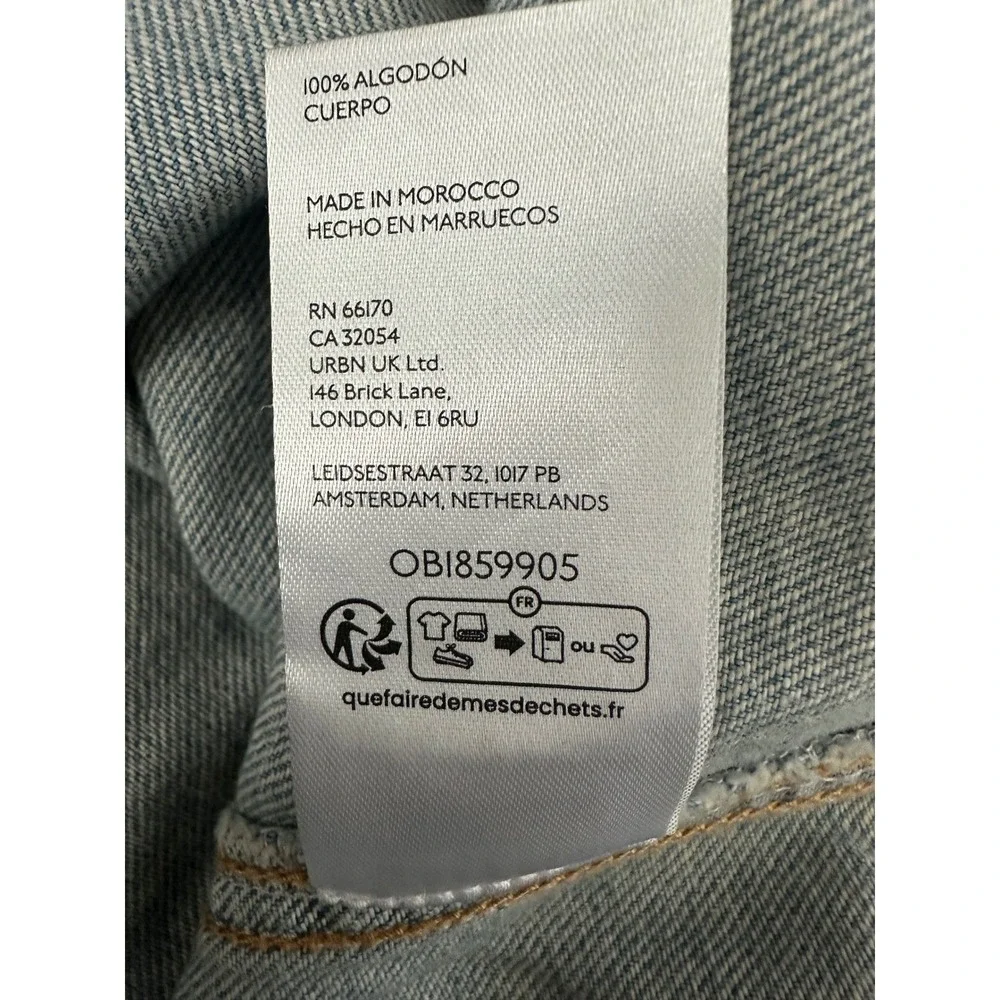 100% ALGODÓN
CUERPO
MADE IN MOROCCO
HECHO EN MARRUECOS
RN 66170
CA 32054
URBN UK Ltd.
146 Brick Lane,
LONDON, E1 6RU
LEIDSESTRAAT 32, 1017 PB
AMSTERDAM, NETHERLANDS
OB1859905
FR
ou
quefairedemesdechets.fr